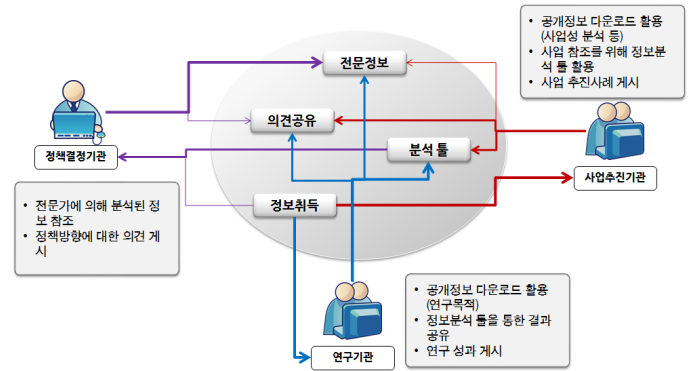 • 공개정보 다운로드 활용
(사업성 분석 등)
• 사업 참조를 위해 정보분
석 툴 활용
• 사업 추진사례 게시
전문정보
의견공유
분석 툴
정보취득
정책결정기관
사업추진기관
• 전문가에 의해 분석된 정
보 참조
• 정책방향에 대한 의견 게
시
• 공개정보 다운로드 활용
(연구목적)
• 정보분석 툴을 통한 결과
공유
• 연구 성과 게시
연구기관